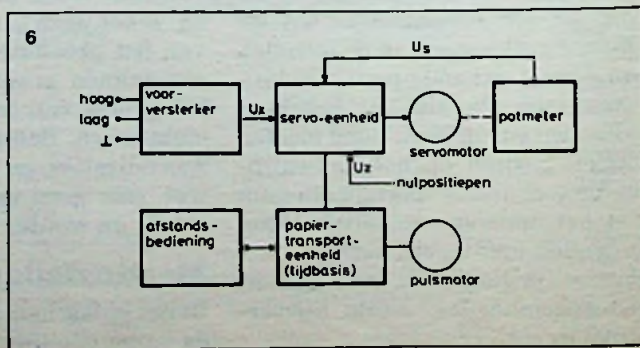 6
Us
hoog
laag
⊥
voor-
versterker
Ux
servo-eenheid
servomotor
potmeter
Uz
nulpositiepen
afstands-
bediening
papier-
transport-
eenheid
(tijdbasis)
pulsmotor